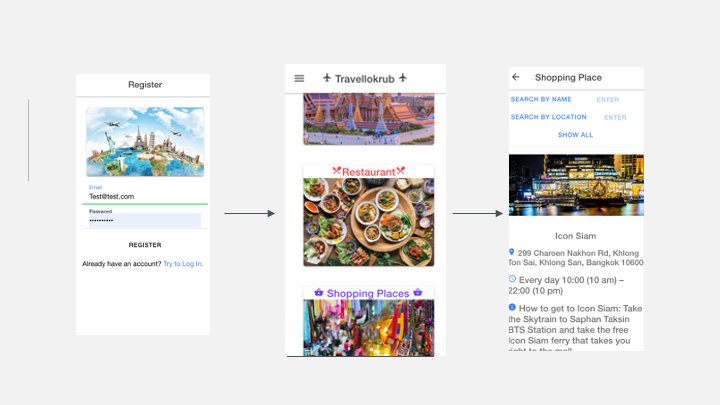 Register
Email
Test@test.com
Password
REGISTER
Already have an account? Try to Log In.
Travellokrub
Restaurant
Shopping Places
Shopping Place
SEARCH BY NAME ENTER
SEARCH BY LOCATION ENTER
SHOW ALL
Icon Siam
299 Charoen Nakhon Rd, Khlong
Ton Sai, Khlong San, Bangkok 10600
Every day 10:00 (10 am) –
22:00 (10 pm)
How to get to Icon Siam: Take
the Skytrain to Saphan Taksin
BTS Station and take the free
Icon Siam ferry that takes you
right to the mall